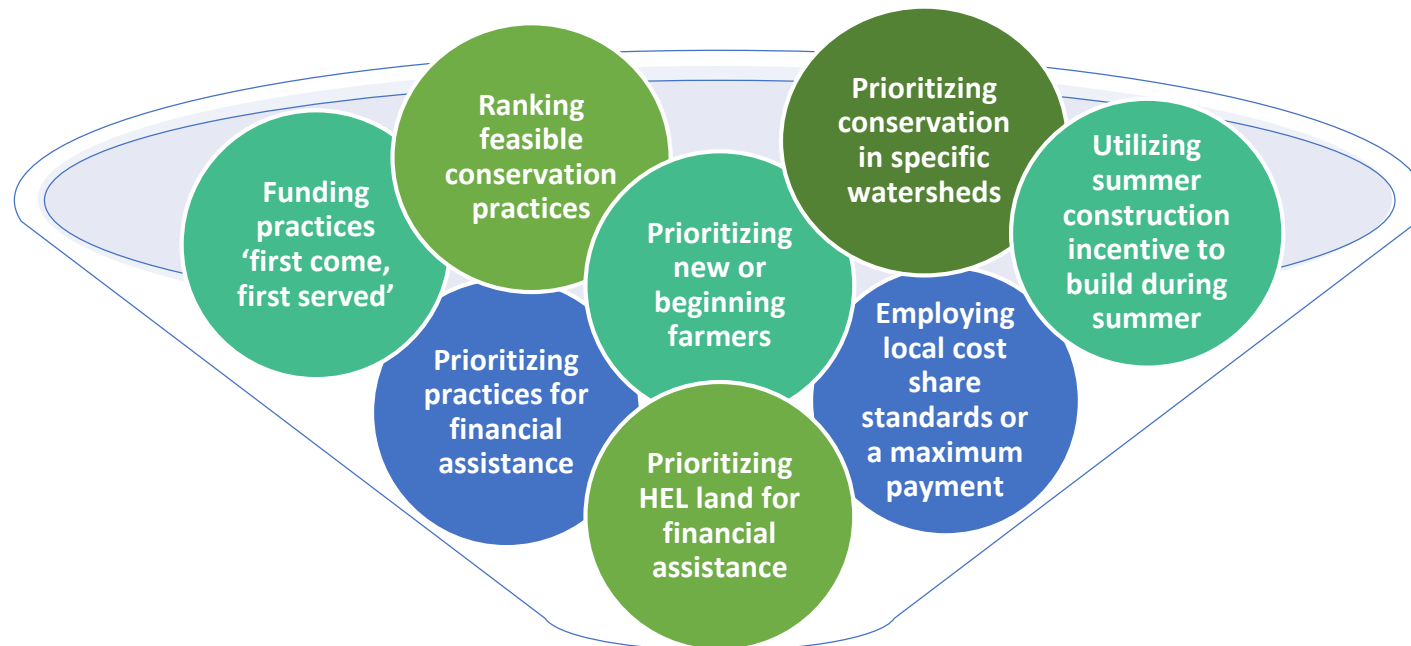 Funding
practices
‘first come,
first served’
Ranking
feasible
conservation
practices
Prioritizing
new or
beginning
farmers
Prioritizing
conservation
in specific
watersheds
Utilizing
summer
construction
incentive to
build during
summer
Prioritizing
practices for
financial
assistance
Prioritizing
HEL land for
financial
assistance
Employing
local cost
share
standards or
a maximum
payment